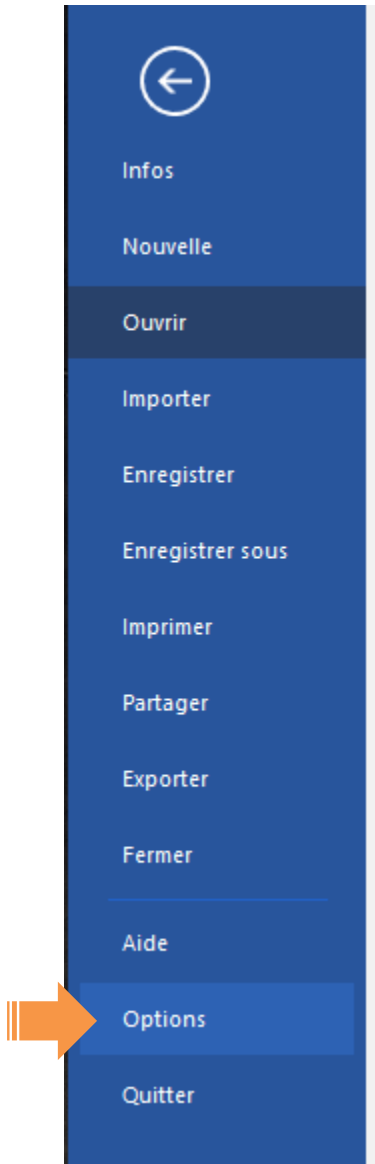 Infos
Nouvelle
Ouvrir
Importer
Enregistrer
Enregistrer sous
Imprimer
Partager
Exporter
Fermer
Aide
Options
Quitter